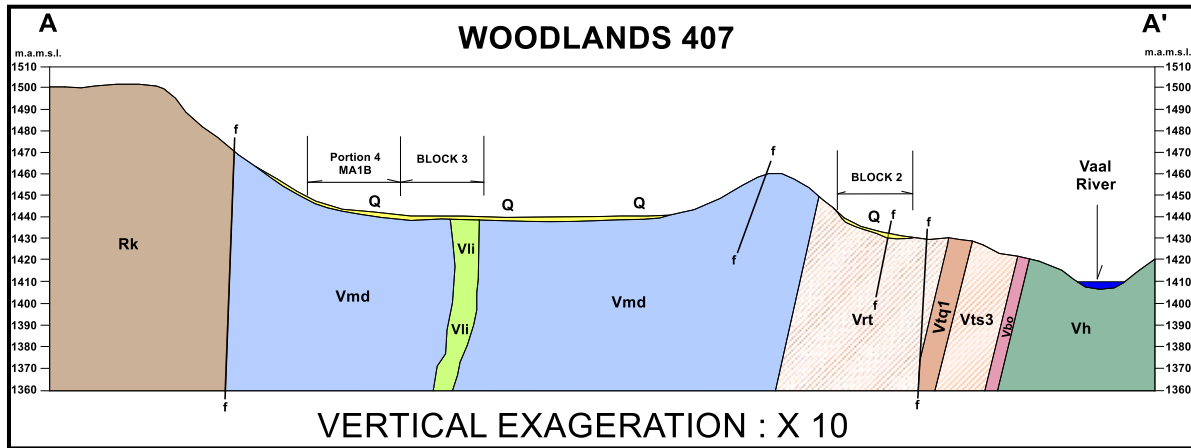 A
A'
WOODLANDS 407
m.a.m.s.l.
m.a.m.s.l.
1510
1500
1490
1480
1470
1460
1450
1440
1430
1420
1410
1400
1390
1380
1370
1360
1510
1500
1490
1480
1470
1460
1450
1440
1430
1420
1410
1400
1390
1380
1370
1360
f
Portion 4
MA1B
BLOCK 3
f
BLOCK 2
Vaal
River
Q
Q
Q
Q
f
f
Rk
Vli
f
Vmd
Vmd
f
Vli
Vrt
Vtq1
Vts3
Vbo
Vh
f
f
VERTICAL EXAGERATION : X 10